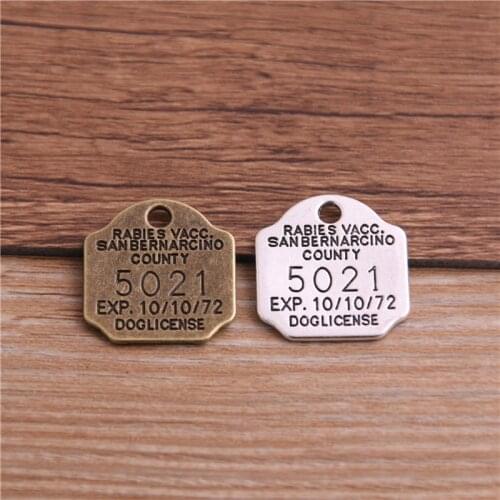 RABIES VACC.
SANBERNARCINO
COUNTY
5021
EXP. 10/10/72
DOGLICENSE
RABIES VACC.
SANBERNARCINO
COUNTY
5021
EXP. 10/10/72
DOGLICENSE